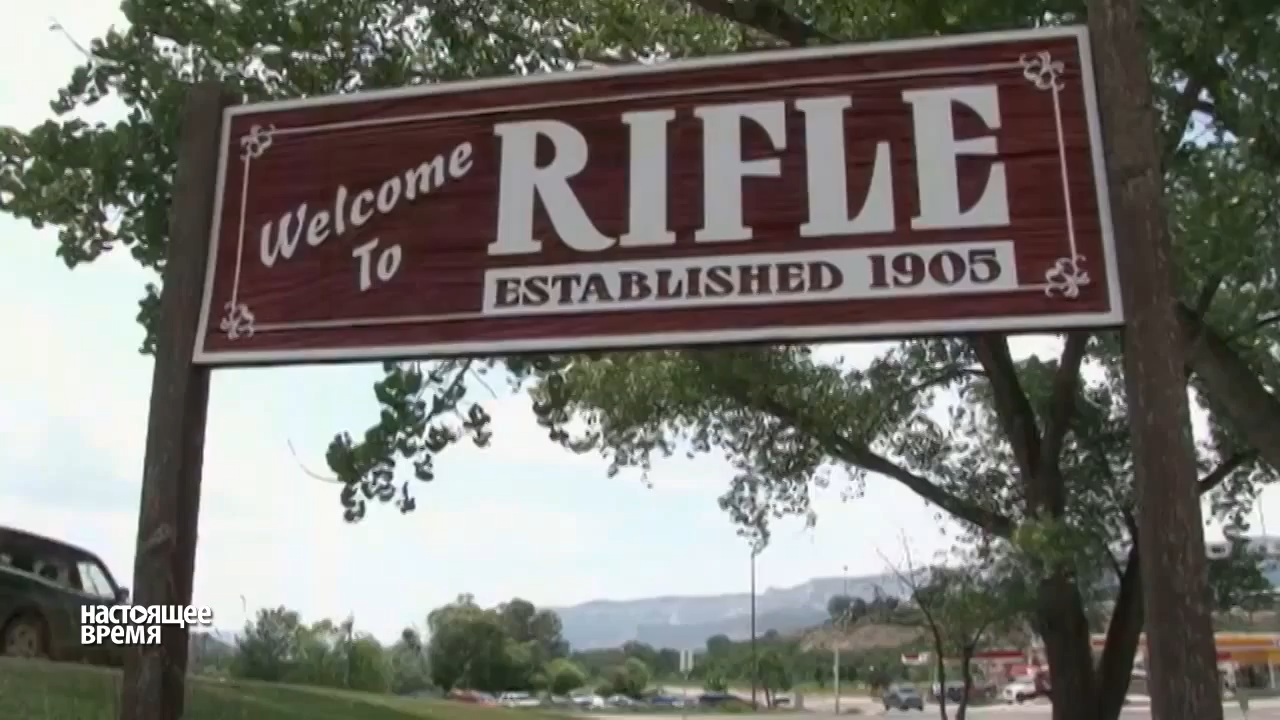 Welcome
To
RIFLE
ESTABLISHED 1905
НАСТОЯЩЕЕ
ВРЕМЯ